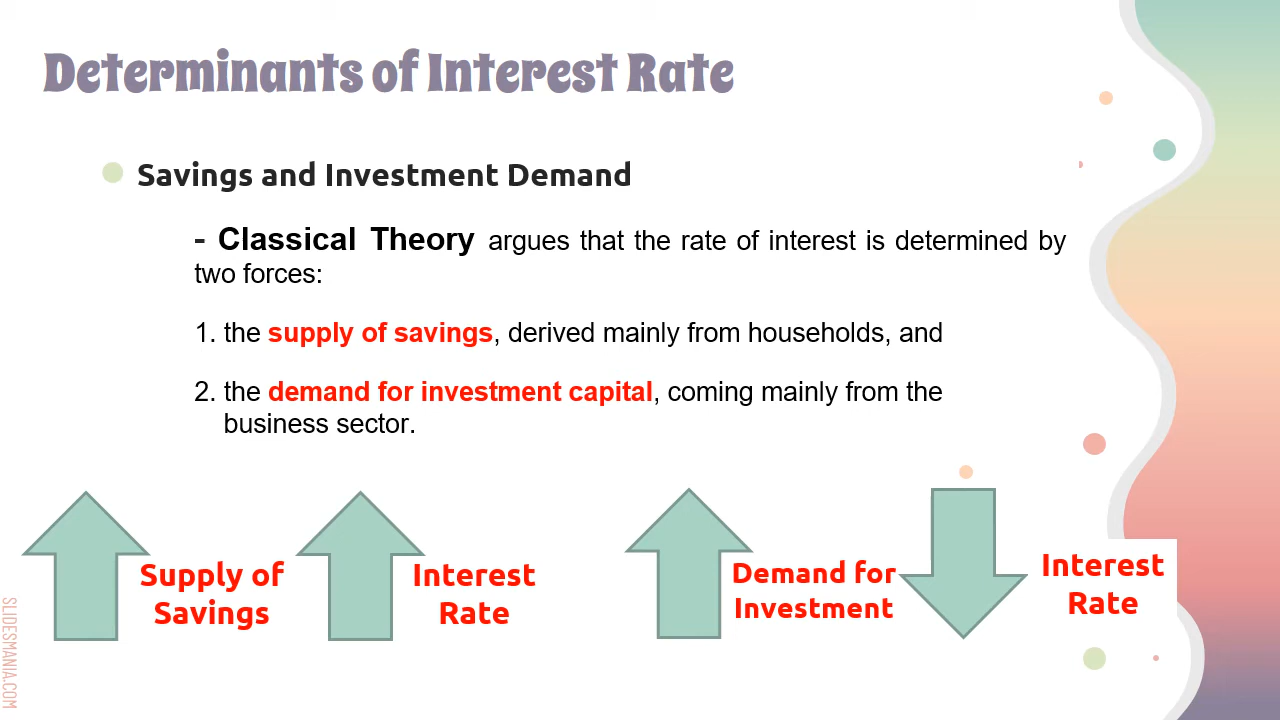 Determinants of Interest Rate
Savings and Investment Demand
- Classical Theory argues that the rate of interest is determined by
two forces:
1. the supply of savings, derived mainly from households, and
2. the demand for investment capital, coming mainly from the
business sector.
Supply of
Savings
Interest
Rate
Demand for
Investment
Interest
Rate
SLIDESMANIA.COM